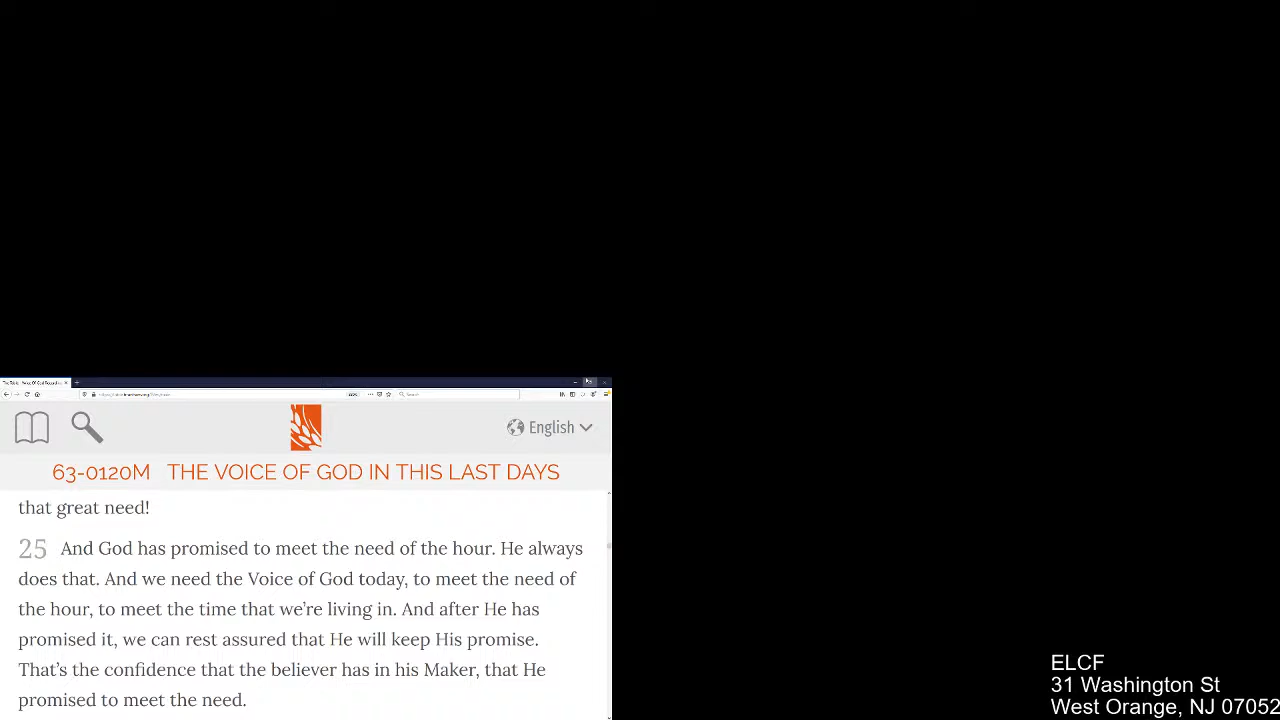 English
63-0120M THE VOICE OF GOD IN THIS LAST DAYS
that great need!
25 And God has promised to meet the need of the hour. He always
does that. And we need the Voice of God today, to meet the need of
the hour, to meet the time that we’re living in. And after He has
promised it, we can rest assured that He will keep His promise.
That’s the confidence that the believer has in his Maker, that He
promised to meet the need.
ELCF
31 Washington St
West Orange, NJ 07052